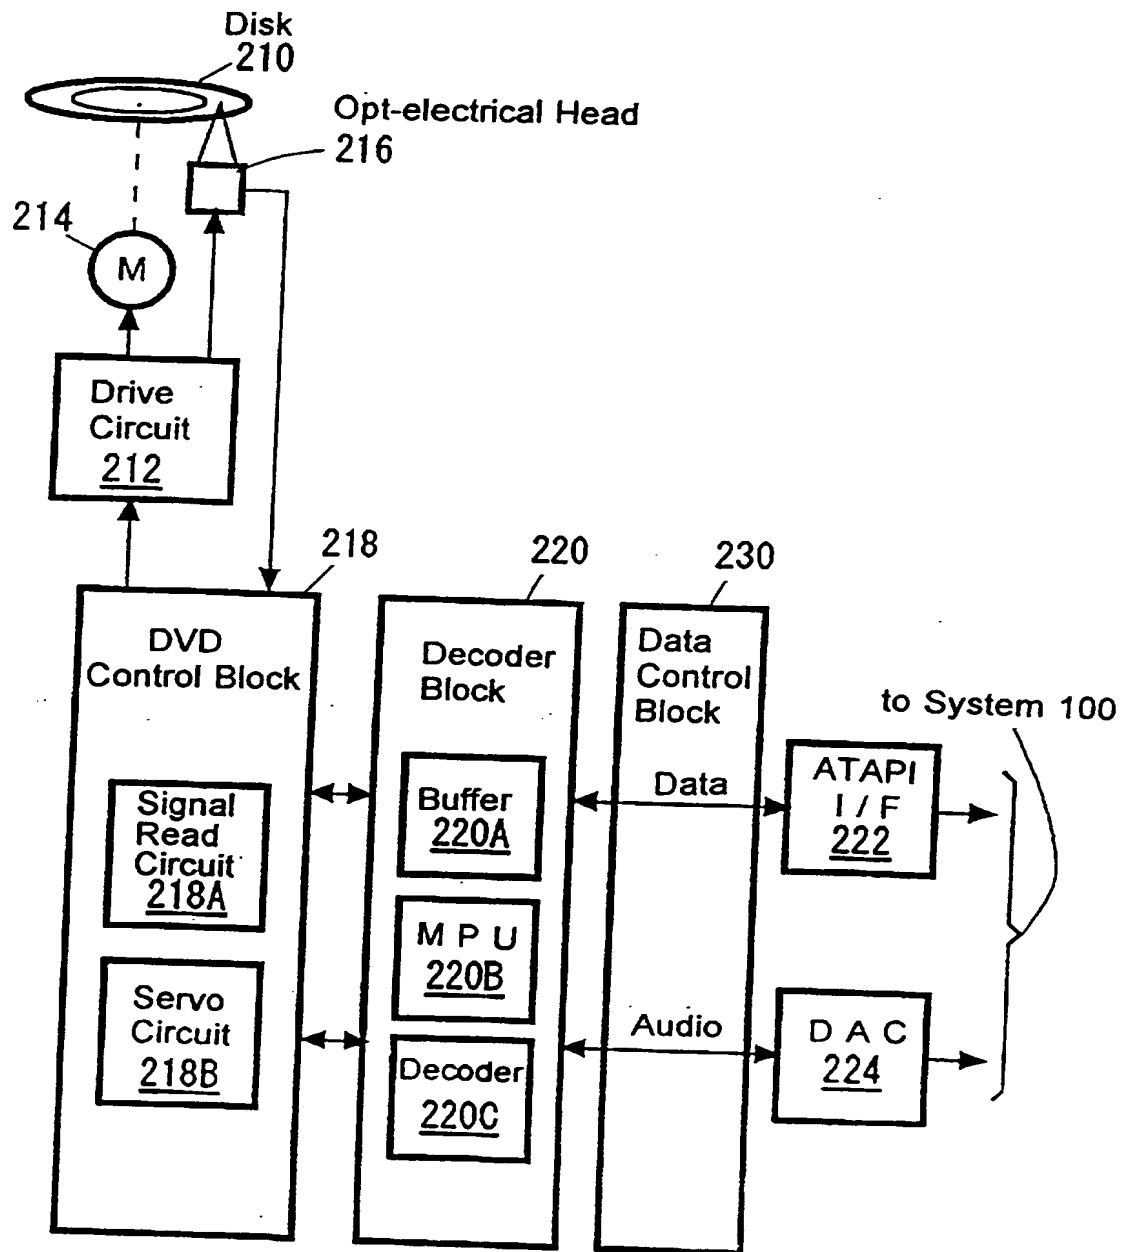 Disk
210
Opt-electrical Head
216
214
M
Drive
Circuit
212
218
220
230
DVD
Control Block
Signal
Read
Circuit
218A
Servo
Circuit
218B
Decoder
Block
Buffer
220A
M P U
220B
Decoder
220C
Data
Control
Block
Data
Audio
to System 100
ATAPI
I / F
222
D A C
224